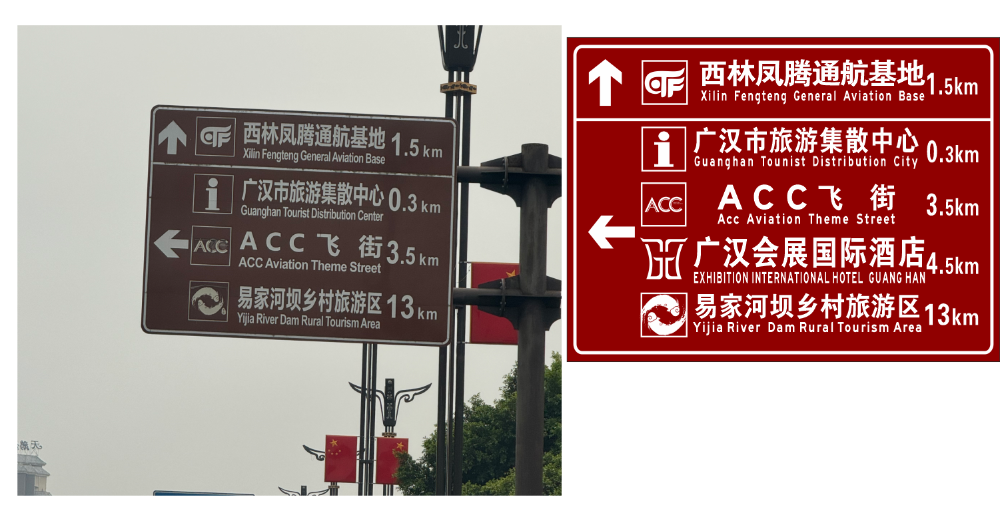 西林凤腾通航基地 1.5 km
Xilin Fengteng General Aviation Base
广汉市旅游集散中心 0.3 km
Guanghan Tourist Distribution Center
ACC
ACC飞 街 3.5 km
ACC Aviation Theme Street
易家河坝乡村旅游区 13 km
Yijia River Dam Rural Tourism Area
西林凤腾通航基地 1.5km
Xilin Fengteng General Aviation Base
广汉市旅游集散中心 0.3km
Guanghan Tounist Distribution City
ACC
ACC飞 街 3.5km
Acc Aviation Theme Street
广汉会展国际酒店 4.5km
EXHIBITION INTERNATIONAL HOTEL GUANG HAN
易家河坝乡村旅游区 13km
Yijia River Dam Rural Tourism Area